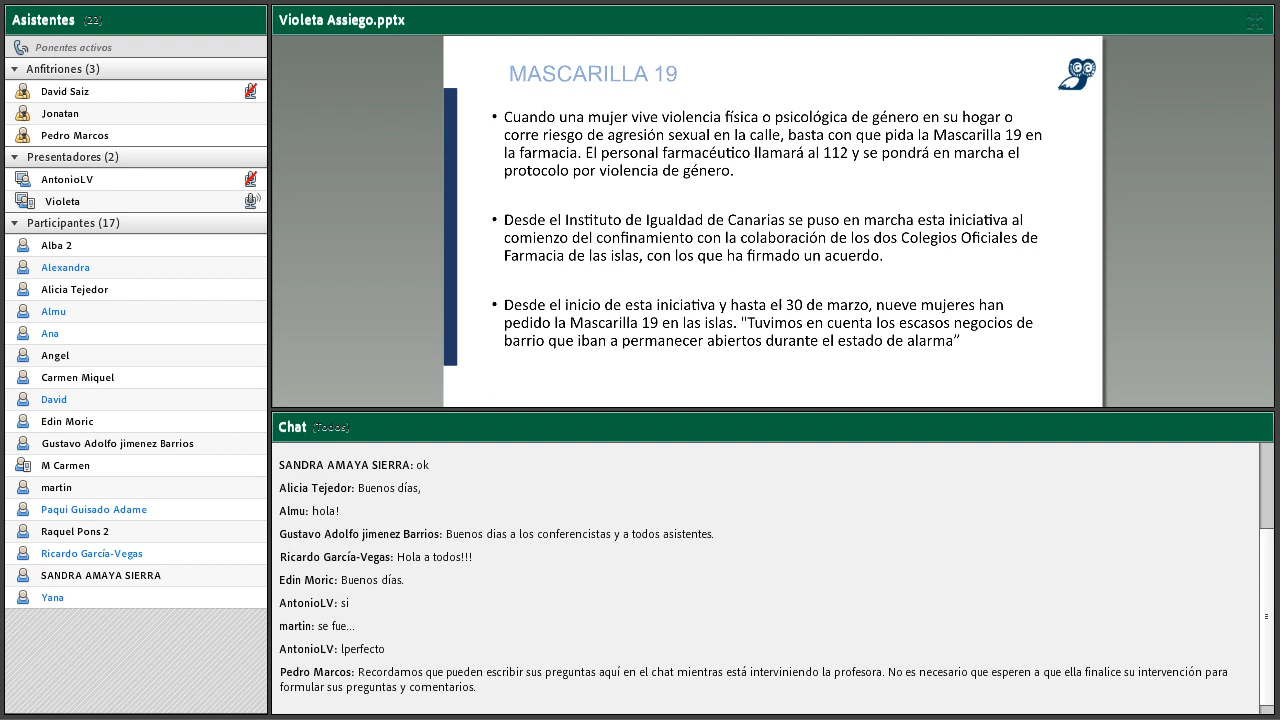 Asistentes (22)
Ponentes activos
Anfitriones (3)
David Saiz
Jonatan
Pedro Marcos
Presentadores (2)
AntonioLV
Violeta
Participantes (17)
Alba 2
Alexandra
Alicia Tejedor
Almu
Ana
Angel
Carmen Miquel
David
Edin Moric
Gustavo Adolfo jimenez Barrios
M Carmen
martin
Paqui Guisado Adame
Raquel Pons 2
Ricardo García-Vegas
SANDRA AMAYA SIERRA
Yana
Violeta Assiego.pptx
MASCARILLA 19
• Cuando una mujer vive violencia física o psicológica de género en su hogar o
corre riesgo de agresión sexual en la calle, basta con que pida la Mascarilla 19 en
la farmacia. El personal farmacéutico llamará al 112 y se pondrá en marcha el
protocolo por violencia de género.
• Desde el Instituto de Igualdad de Canarias se puso en marcha esta iniciativa al
comienzo del confinamiento con la colaboración de los dos Colegios Oficiales de
Farmacia de las islas, con los que ha firmado un acuerdo.
• Desde el inicio de esta iniciativa y hasta el 30 de marzo, nueve mujeres han
pedido la Mascarilla 19 en las islas. "Tuvimos en cuenta los escasos negocios de
barrio que iban a permanecer abiertos durante el estado de alarma”
Chat (Todos)
SANDRA AMAYA SIERRA: ok
Alicia Tejedor: Buenos días,
Almu: hola!
Gustavo Adolfo jimenez Barrios: Buenos dias a los conferencistas y a todos asistentes.
Ricardo García-Vegas: Hola a todos!!!
Edin Moric: Buenos días.
AntonioLV: si
martin: se fue...
AntonioLV: lperfecto
Pedro Marcos: Recordamos que pueden escribir sus preguntas aquí en el chat mientras está interviniendo la profesora. No es necesario que esperen a que ella finalice su intervención para
formular sus preguntas y comentarios.